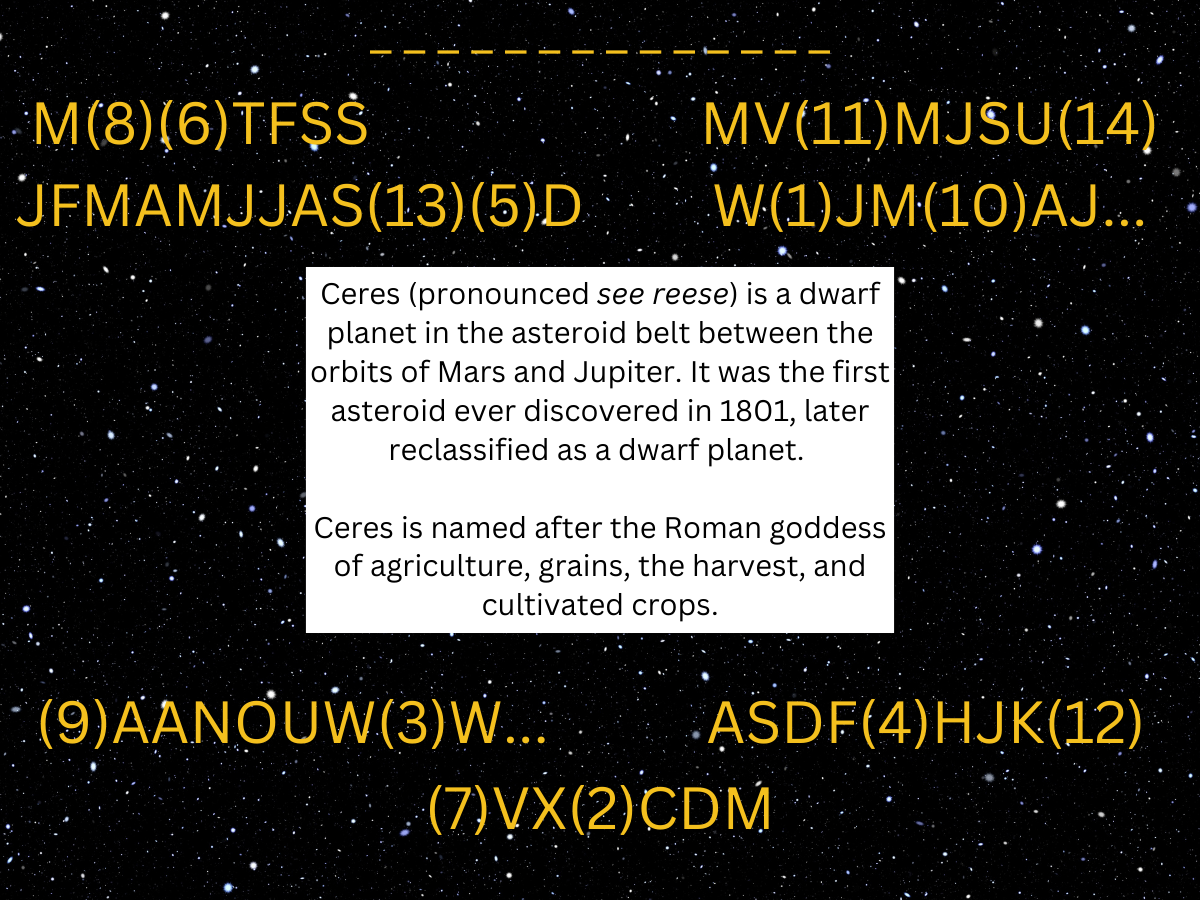 _ _ _ _ _ _ _ _ _ _ _ _ _ _
M(8)(6)TFSS
MV(11)MJSU(14)
JFMAMJJAS(13)(5)D
W(1)JM(10)AJ...
Ceres (pronounced see reese) is a dwarf
planet in the asteroid belt between the
orbits of Mars and Jupiter. It was the first
asteroid ever discovered in 1801, later
reclassified as a dwarf planet.
Ceres is named after the Roman goddess
of agriculture, grains, the harvest, and
cultivated crops.
(9)AANOUW(3)W...
ASDF(4)HJK(12)
(7)VX(2)CDM